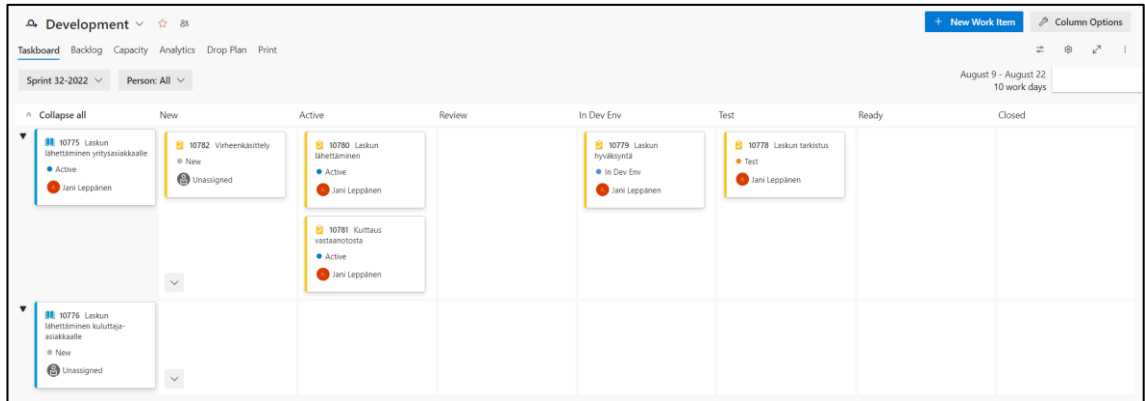 Development
+ New Work Item
Column Options
Taskboard Backlog Capacity Analytics Drop Plan Print
Sprint 32-2022
Person: All
August 9 - August 22
10 work days
Collapse all
New
Active
Review
In Dev Env
Test
Ready
Closed
10775 Laskun
lähettäminen yritysasiakkaalle
Active
Jani Leppänen
10782 Virheenkäsittely
New
Unassigned
10780 Laskun
lähettäminen
Active
Jani Leppänen
10781 Kuittaus
vastaanotosta
Active
Jani Leppänen
10779 Laskun
hyväksyntä
In Dev Env
Jani Leppänen
10778 Laskun tarkistus
Test
Jani Leppänen
10776 Laskun
lähettäminen kuluttaja-
asiakkaalle
New
Unassigned